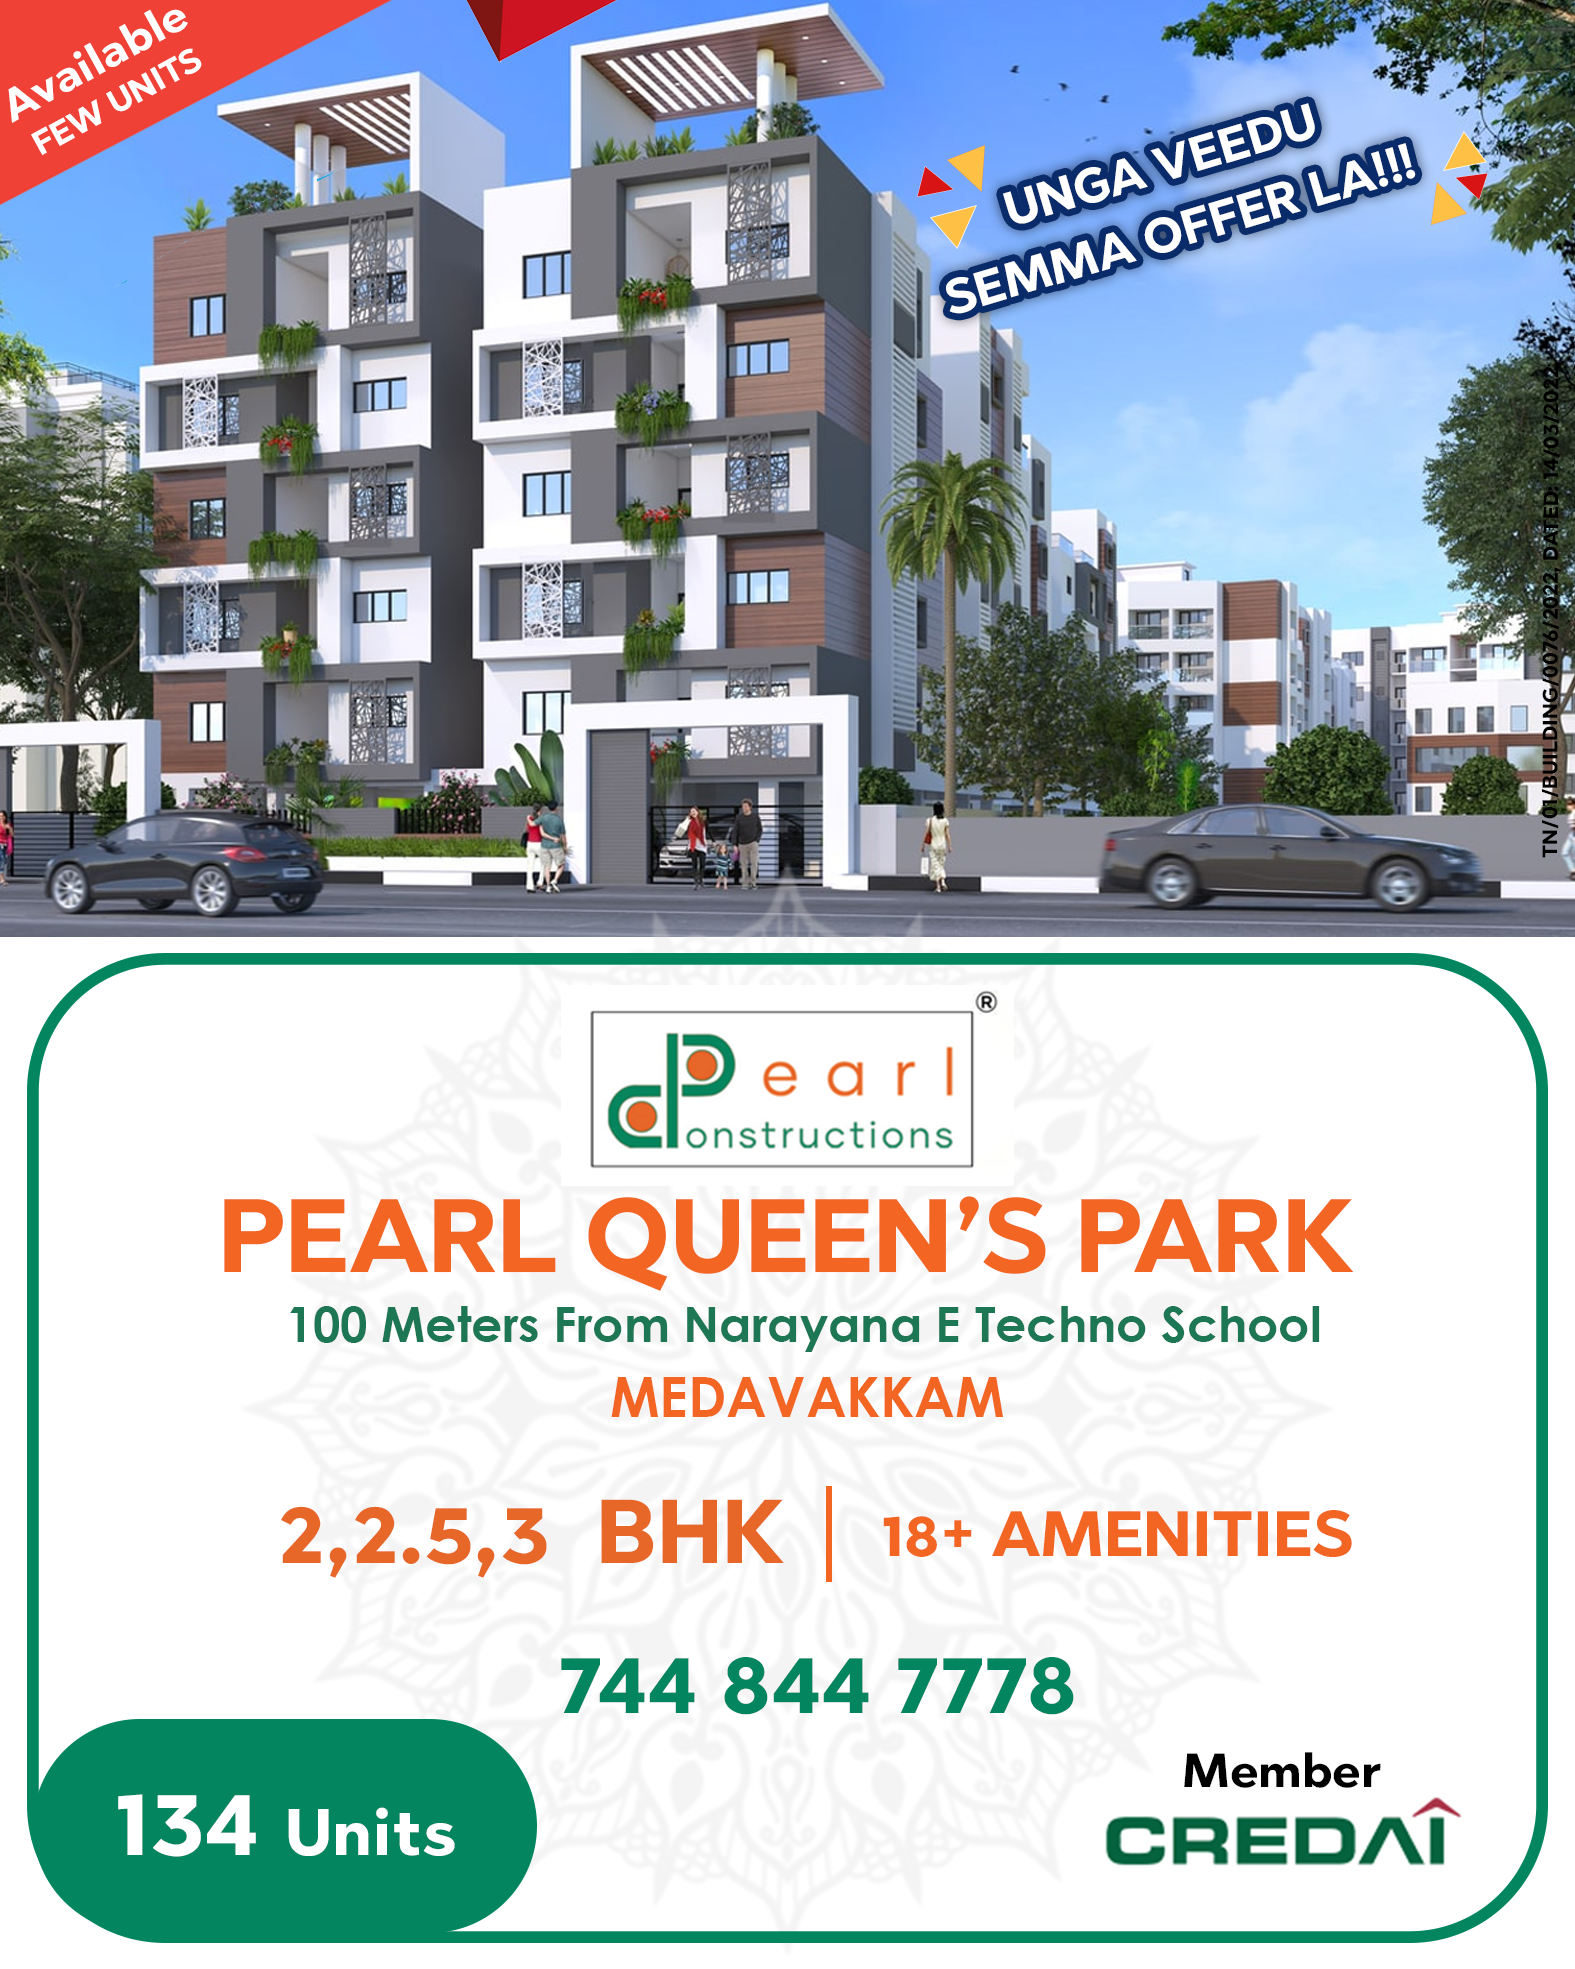 Available
FEW UNITS
UNGA VEEDU
SEMMA OFFER LA!!!
TN/01/BUILDING/0076/2022, DATED: 14/03/2022
Pearl
Constructions
®
PEARL QUEEN’S PARK
100 Meters From Narayana E Techno School
MEDAVAKKAM
2,2.5,3 BHK | 18+ AMENITIES
744 844 7778
134 Units
Member
CREDAI